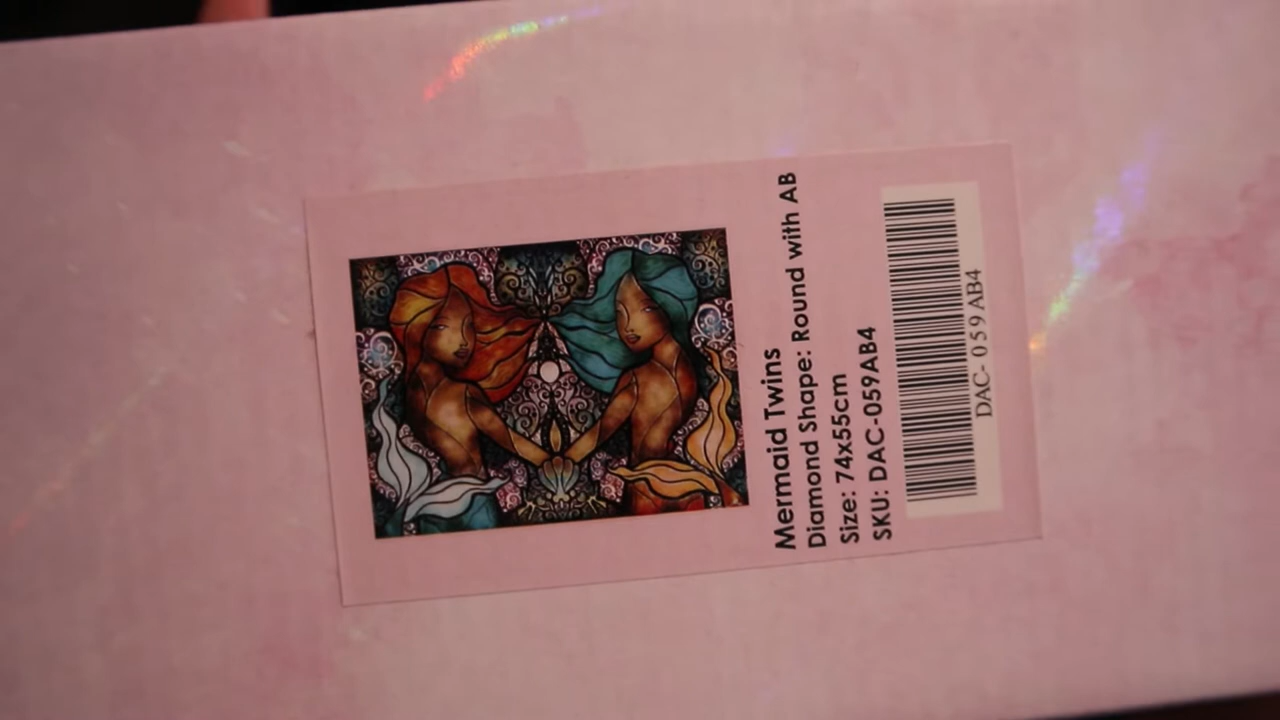 Mermaid Twins
Diamond Shape: Round with AB
Size: 74x55cm
SKU: DAC-059AB4
DAC- 059AB4